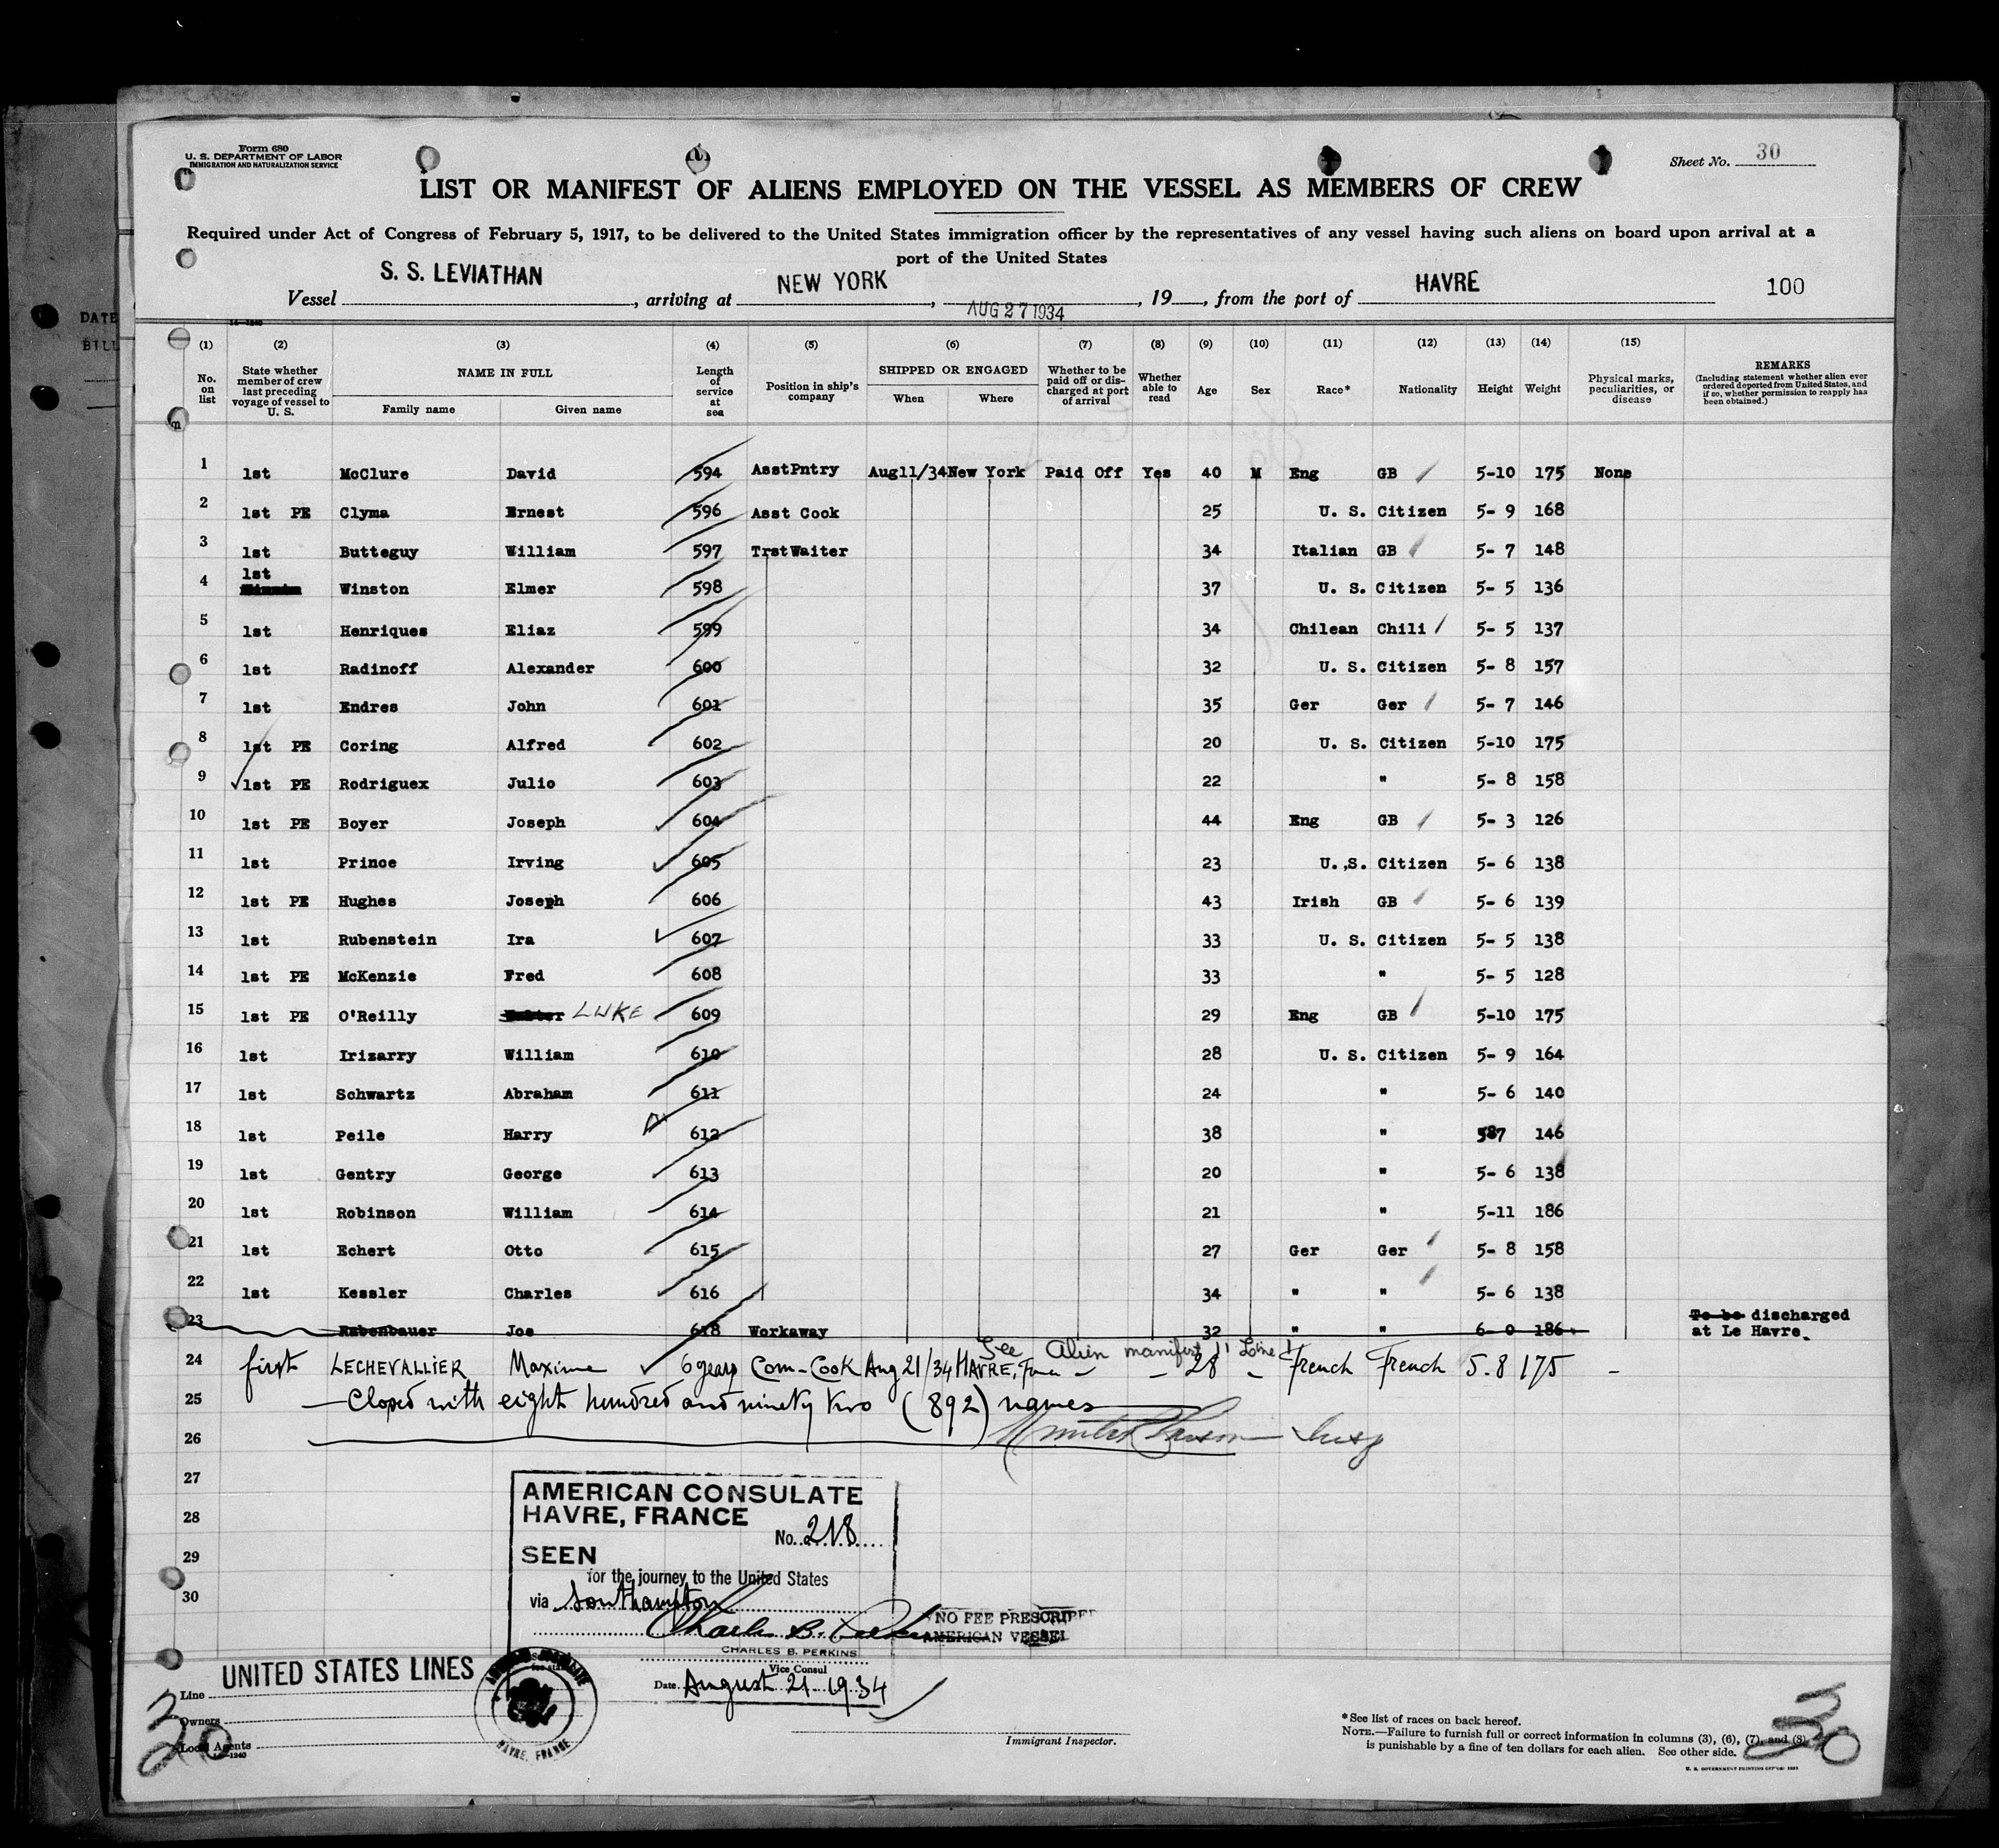 Form 680
U. S. DEPARTMENT OF LABOR
IMMIGRATION AND NATURALIZATION SERVICE
Sheet No. 30
LIST OR MANIFEST OF ALIENS EMPLOYED ON THE VESSEL AS MEMBERS OF CREW
Required under Act of Congress of February 5, 1917, to be delivered to the United States immigration officer by the representatives of any vessel having such aliens on board upon arrival at a
port of the United States
Vessel S. S. LEVIATHAN, arriving at NEW YORK, AUG 27 1934, 19, from the port of HAVRE 100
DATE
BILL
(1) (2) (3) (4) (5) (6) (7) (8) (9) (10) (11) (12) (13) (14) (15)
No. on list State whether member of crew last preceding voyage of vessel to U. S. NAME IN FULL Family name Given name Length of service at sea Position in ship's company SHIPPED OR ENGAGED When Where Whether to be paid off or discharged at port of arrival Whether able to read Age Sex Race* Nationality Height Weight Physical marks, peculiarities, or disease REMARKS (Including statement whether alien ever ordered deported from United States, and if so, whether permission to reapply has been obtained.)
1 1st McClure David 594 AsstPntry Aug11/34 New York Paid Off Yes 40 M Eng GB 5-10 175 None
2 1st PE Clyma Ernest 596 Asst Cook 25 U. S. Citizen 5- 9 168
3 1st Butteguy William 597 TrstWaiter 34 Italian GB 5- 7 148
4 1st Winston Elmer 598 37 U. S. Citizen 5- 5 136
5 1st Henriques Eliaz 599 34 Chilean Chili 5- 5 137
6 1st Radinoff Alexander 600 32 U. S. Citizen 5- 8 157
7 1st Endres John 601 35 Ger Ger 5- 7 146
8 1st PE Coring Alfred 602 20 U. S. Citizen 5-10 175
9 1st PE Rodriguex Julio 603 22 " 5- 8 158
10 1st PE Boyer Joseph 604 44 Eng GB 5- 3 126
11 1st Prince Irving 605 23 U. S. Citizen 5- 6 138
12 1st PE Hughes Joseph 606 43 Irish GB 5- 6 139
13 1st Rubenstein Ira 607 33 U. S. Citizen 5- 5 138
14 1st PE McKenzie Fred 608 33 " 5- 5 128
15 1st PE O'Reilly LUKE 609 29 Eng GB 5-10 175
16 1st Irizarry William 610 28 U. S. Citizen 5- 9 164
17 1st Schwartz Abraham 611 24 " 5- 6 140
18 1st Peile Harry 612 38 " 587 146
19 1st Gentry George 613 20 " 5- 6 138
20 1st Robinson William 614 21 " 5-11 186
21 1st Echert Otto 615 27 Ger Ger 5- 8 158
22 1st Kessler Charles 616 34 " " 5- 6 138
23 Rabenbauer Joe 618 Workaway 32 " " 6- 0 186 To be discharged
at Le Havre.
See Alien manifest 11 Line 1
24 first LECHEVALLIER Maxime 6 years Com-Cook Aug 21/34 HAVRE, - - 28 - French French 5.8 175 -
25 Closed with eight hundred and ninety two (892) names
26
27
28
29
30
AMERICAN CONSULATE
HAVRE, FRANCE
No. 218
SEEN
for the journey to the United States
via Southampton
Charles B. Perkins
CHARLES B. PERKINS
Vice Consul
NO FEE PRESCRIBED
AMERICAN VESSEL
Date August 21 1934
HAVRE, FRANCE
Line UNITED STATES LINES
Owners
Local Agents
30
Immigrant Inspector.
*See list of races on back hereof.
NOTE.—Failure to furnish full or correct information in columns (3), (6), (7), and (8)
is punishable by a fine of ten dollars for each alien. See other side.
30
U. S. GOVERNMENT PRINTING OFFICE: 1933